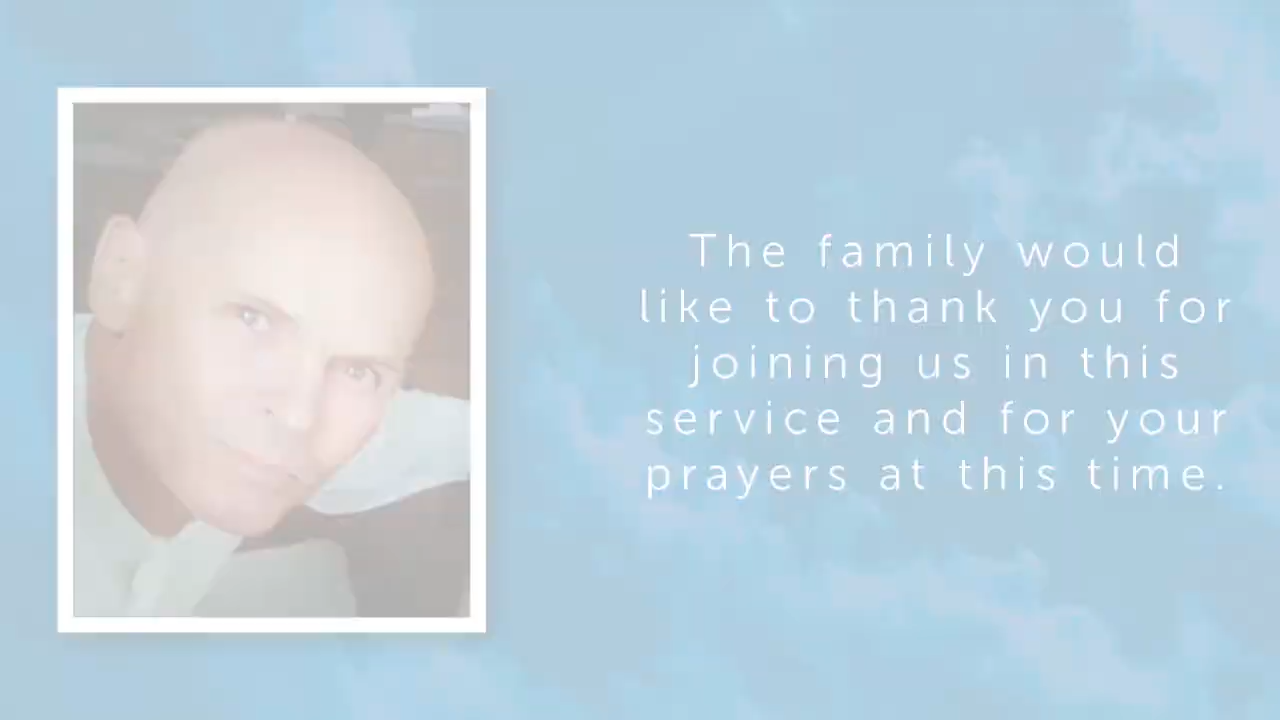 The family would
like to thank you for
joining us in this
service and for your
prayers at this time.